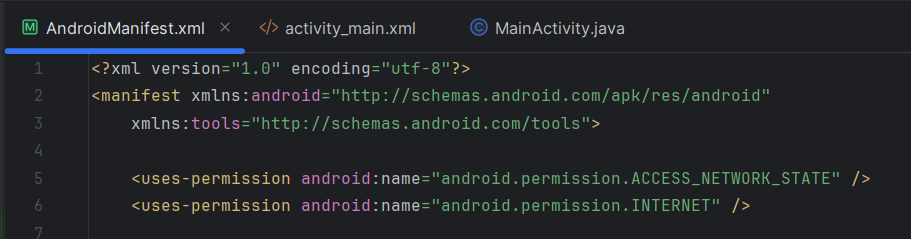 AndroidManifest.xml
activity_main.xml
MainActivity.java
1 <?xml version="1.0" encoding="utf-8"?>
2 <manifest xmlns:android="http://schemas.android.com/apk/res/android"
3 xmlns:tools="http://schemas.android.com/tools">
4
5 <uses-permission android:name="android.permission.ACCESS_NETWORK_STATE" />
6 <uses-permission android:name="android.permission.INTERNET" />
7